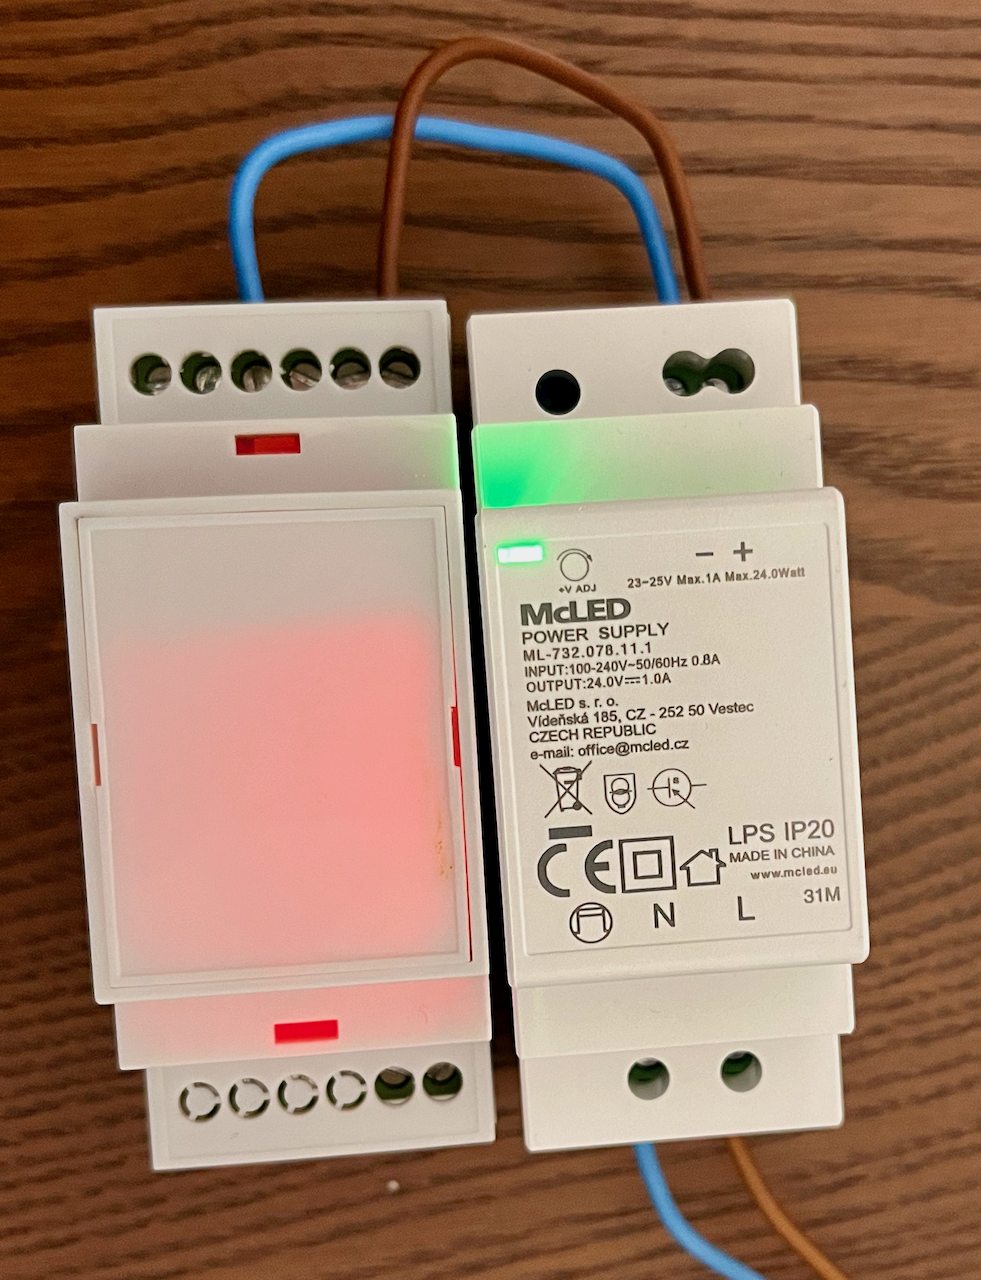 − +
+V ADJ
23~25V Max.1A Max.24.0Watt
McLED
POWER SUPPLY
ML-732.078.11.1
INPUT:100-240V~50/60Hz 0.8A
OUTPUT:24.0V⎓1.0A
McLED s. r. o.
Vídeňská 185, CZ - 252 50 Vestec
CZECH REPUBLIC
e-mail: office@mcled.cz
LPS IP20
CE
MADE IN CHINA
www.mcled.eu
31M
N L